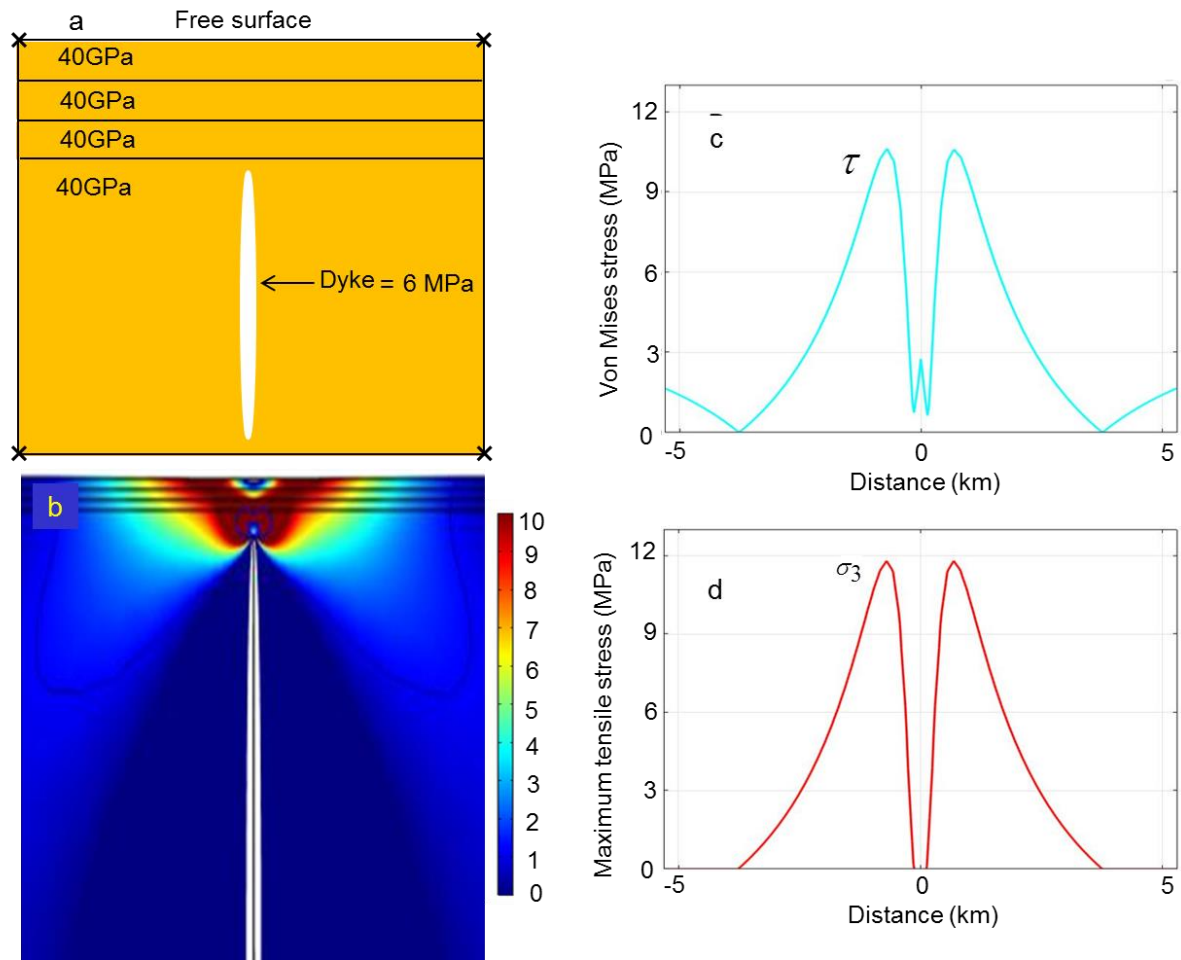 a
Free surface
40GPa
40GPa
40GPa
40GPa
Dyke = 6 MPa
b
10
9
8
7
6
5
4
3
2
1
0
c
τ
Von Mises stress (MPa)
12
9
6
3
0
-5
0
5
Distance (km)
d
σ3
Maximum tensile stress (MPa)
12
9
6
3
0
-5
0
5
Distance (km)